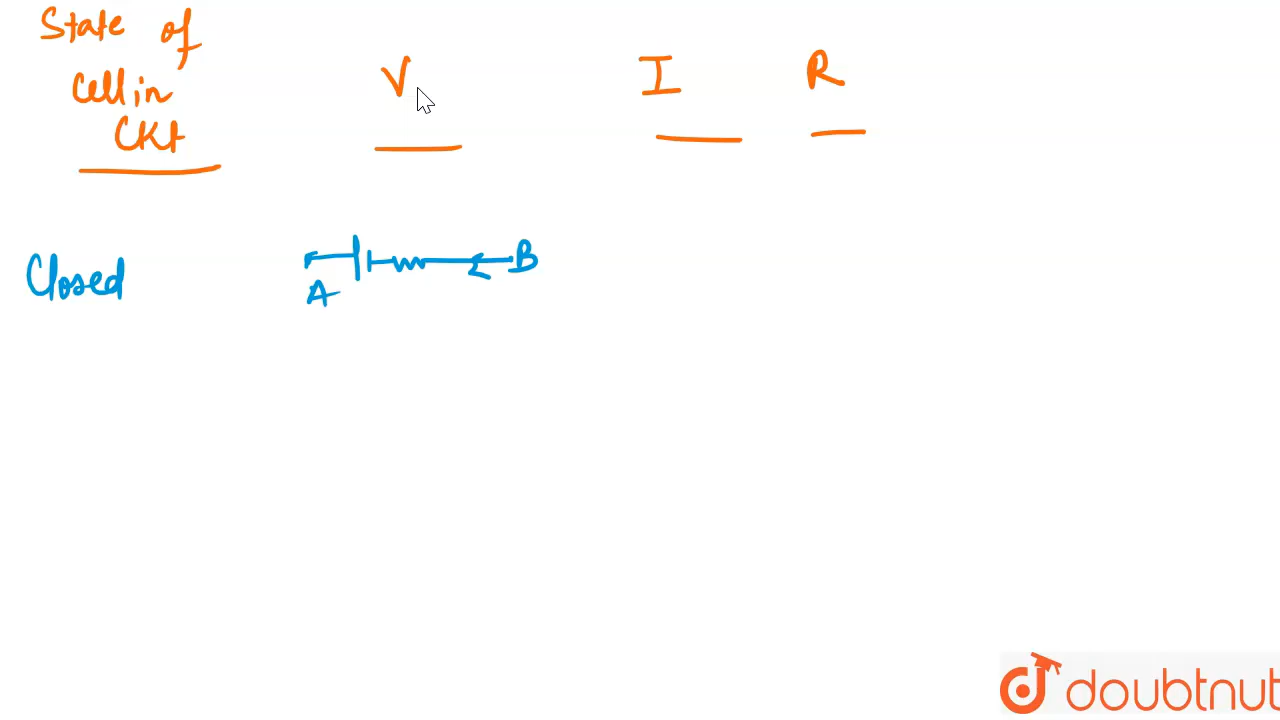 State of
Cell in
CKt
V
I
R
Closed
A
B
doubtnut